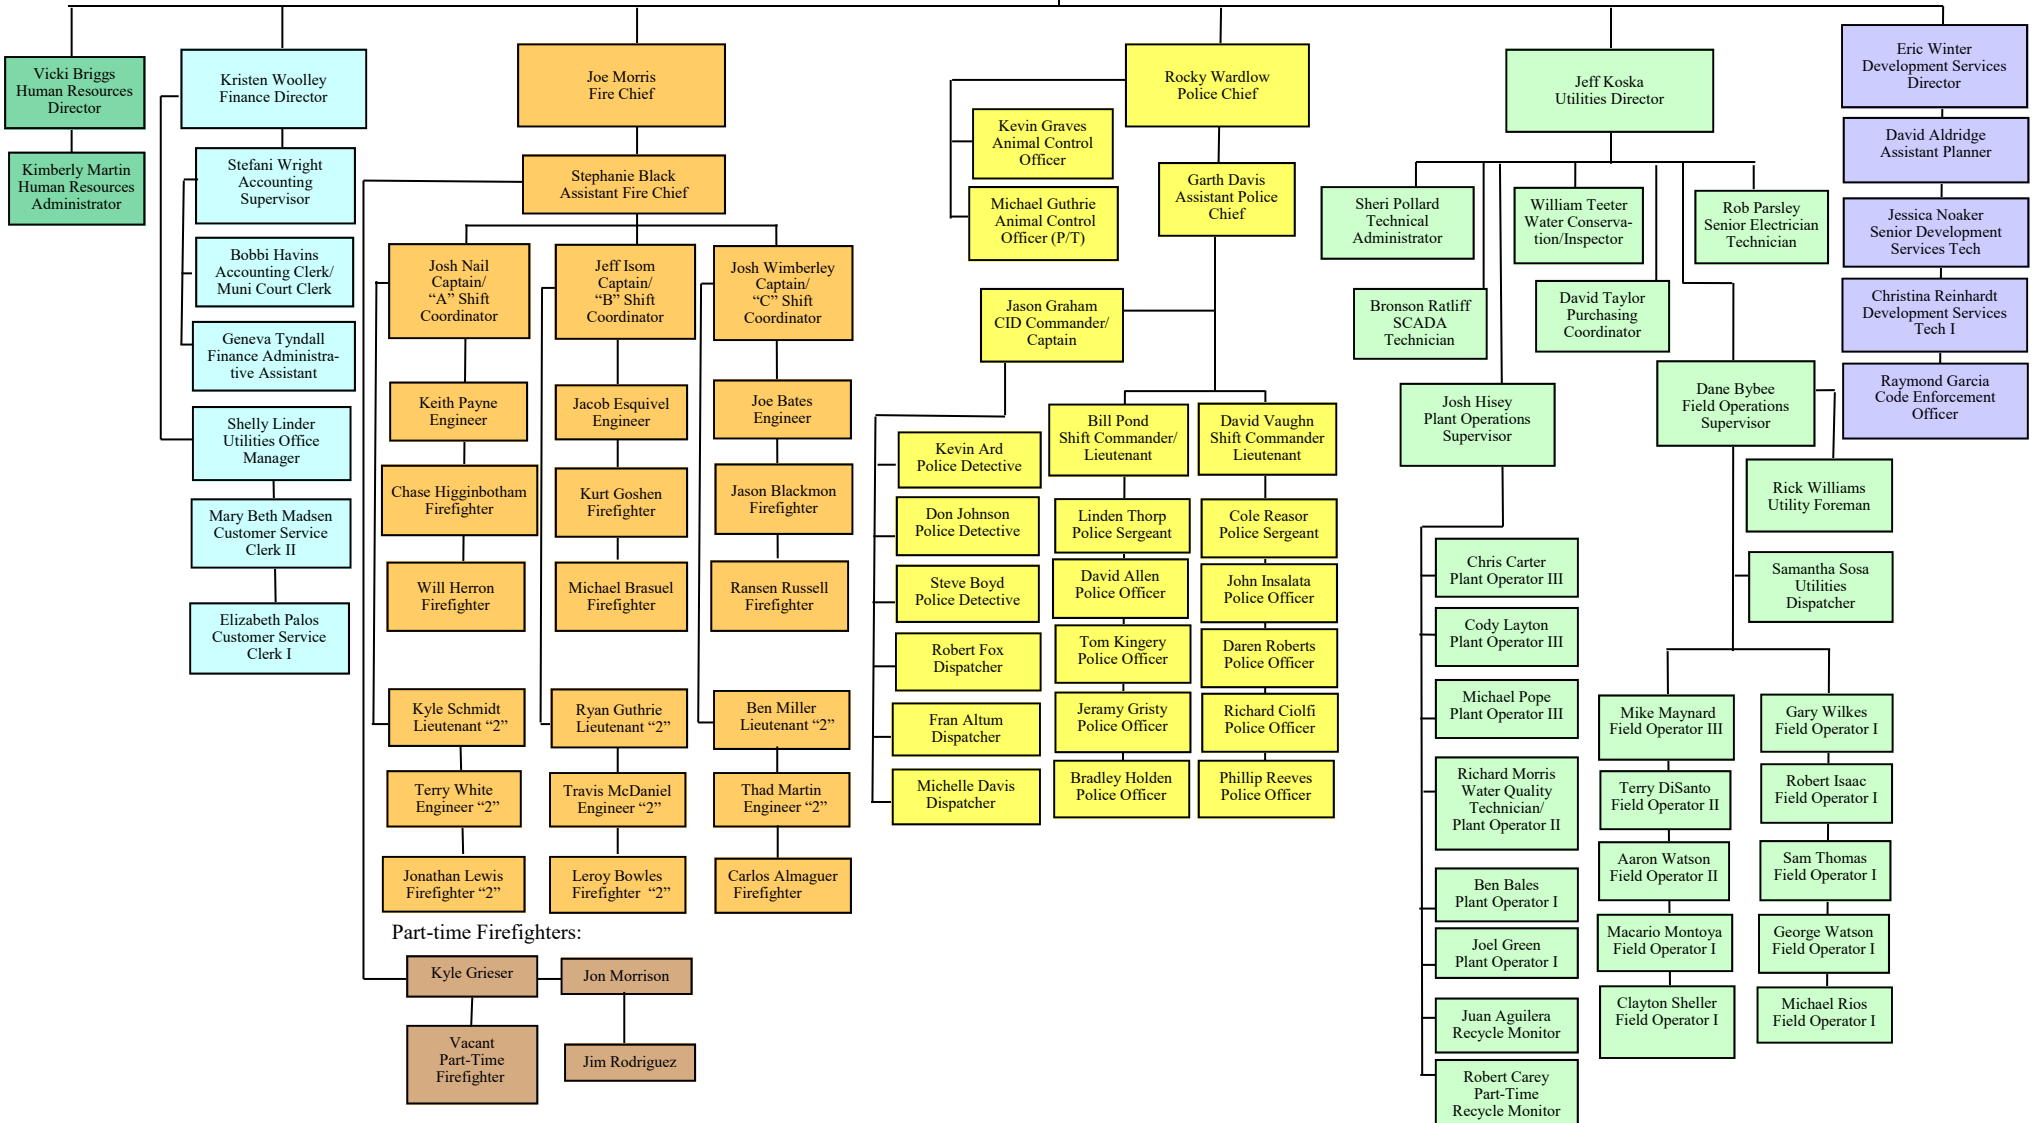 Vicki Briggs
Human Resources
Director
Kimberly Martin
Human Resources
Administrator
Kristen Woolley
Finance Director
Stefani Wright
Accounting
Supervisor
Bobbi Havins
Accounting Clerk/
Muni Court Clerk
Geneva Tyndall
Finance Administra-
tive Assistant
Shelly Linder
Utilities Office
Manager
Mary Beth Madsen
Customer Service
Clerk II
Elizabeth Palos
Customer Service
Clerk I
Joe Morris
Fire Chief
Stephanie Black
Assistant Fire Chief
Josh Nail
Captain/
“A” Shift
Coordinator
Keith Payne
Engineer
Chase Higginbotham
Firefighter
Will Herron
Firefighter
Kyle Schmidt
Lieutenant “2”
Terry White
Engineer “2”
Jonathan Lewis
Firefighter “2”
Jeff Isom
Captain/
“B” Shift
Coordinator
Jacob Esquivel
Engineer
Kurt Goshen
Firefighter
Michael Brasuel
Firefighter
Ryan Guthrie
Lieutenant “2”
Travis McDaniel
Engineer “2”
Leroy Bowles
Firefighter “2”
Josh Wimberley
Captain/
“C” Shift
Coordinator
Joe Bates
Engineer
Jason Blackmon
Firefighter
Ransen Russell
Firefighter
Ben Miller
Lieutenant “2”
Thad Martin
Engineer “2”
Carlos Almaguer
Firefighter
Part-time Firefighters:
Kyle Grieser
Jon Morrison
Vacant
Part-Time
Firefighter
Jim Rodriguez
Rocky Wardlow
Police Chief
Kevin Graves
Animal Control
Officer
Michael Guthrie
Animal Control
Officer (P/T)
Garth Davis
Assistant Police
Chief
Jason Graham
CID Commander/
Captain
Kevin Ard
Police Detective
Don Johnson
Police Detective
Steve Boyd
Police Detective
Robert Fox
Dispatcher
Fran Altum
Dispatcher
Michelle Davis
Dispatcher
Bill Pond
Shift Commander/
Lieutenant
Linden Thorp
Police Sergeant
David Allen
Police Officer
Tom Kingery
Police Officer
Jeramy Gristy
Police Officer
Bradley Holden
Police Officer
David Vaughn
Shift Commander
Lieutenant
Cole Reasor
Police Sergeant
John Insalata
Police Officer
Daren Roberts
Police Officer
Richard Ciolfi
Police Officer
Phillip Reeves
Police Officer
Jeff Koska
Utilities Director
Sheri Pollard
Technical
Administrator
William Teeter
Water Conserva-
tion/Inspector
Rob Parsley
Senior Electrician
Technician
Bronson Ratliff
SCADA
Technician
David Taylor
Purchasing
Coordinator
Josh Hisey
Plant Operations
Supervisor
Chris Carter
Plant Operator III
Cody Layton
Plant Operator III
Michael Pope
Plant Operator III
Richard Morris
Water Quality
Technician/
Plant Operator II
Ben Bales
Plant Operator I
Joel Green
Plant Operator I
Juan Aguilera
Recycle Monitor
Robert Carey
Part-Time
Recycle Monitor
Dane Bybee
Field Operations
Supervisor
Rick Williams
Utility Foreman
Samantha Sosa
Utilities
Dispatcher
Mike Maynard
Field Operator III
Terry DiSanto
Field Operator II
Aaron Watson
Field Operator II
Macario Montoya
Field Operator I
Clayton Sheller
Field Operator I
Gary Wilkes
Field Operator I
Robert Isaac
Field Operator I
Sam Thomas
Field Operator I
George Watson
Field Operator I
Michael Rios
Field Operator I
Eric Winter
Development Services
Director
David Aldridge
Assistant Planner
Jessica Noaker
Senior Development
Services Tech
Christina Reinhardt
Development Services
Tech I
Raymond Garcia
Code Enforcement
Officer